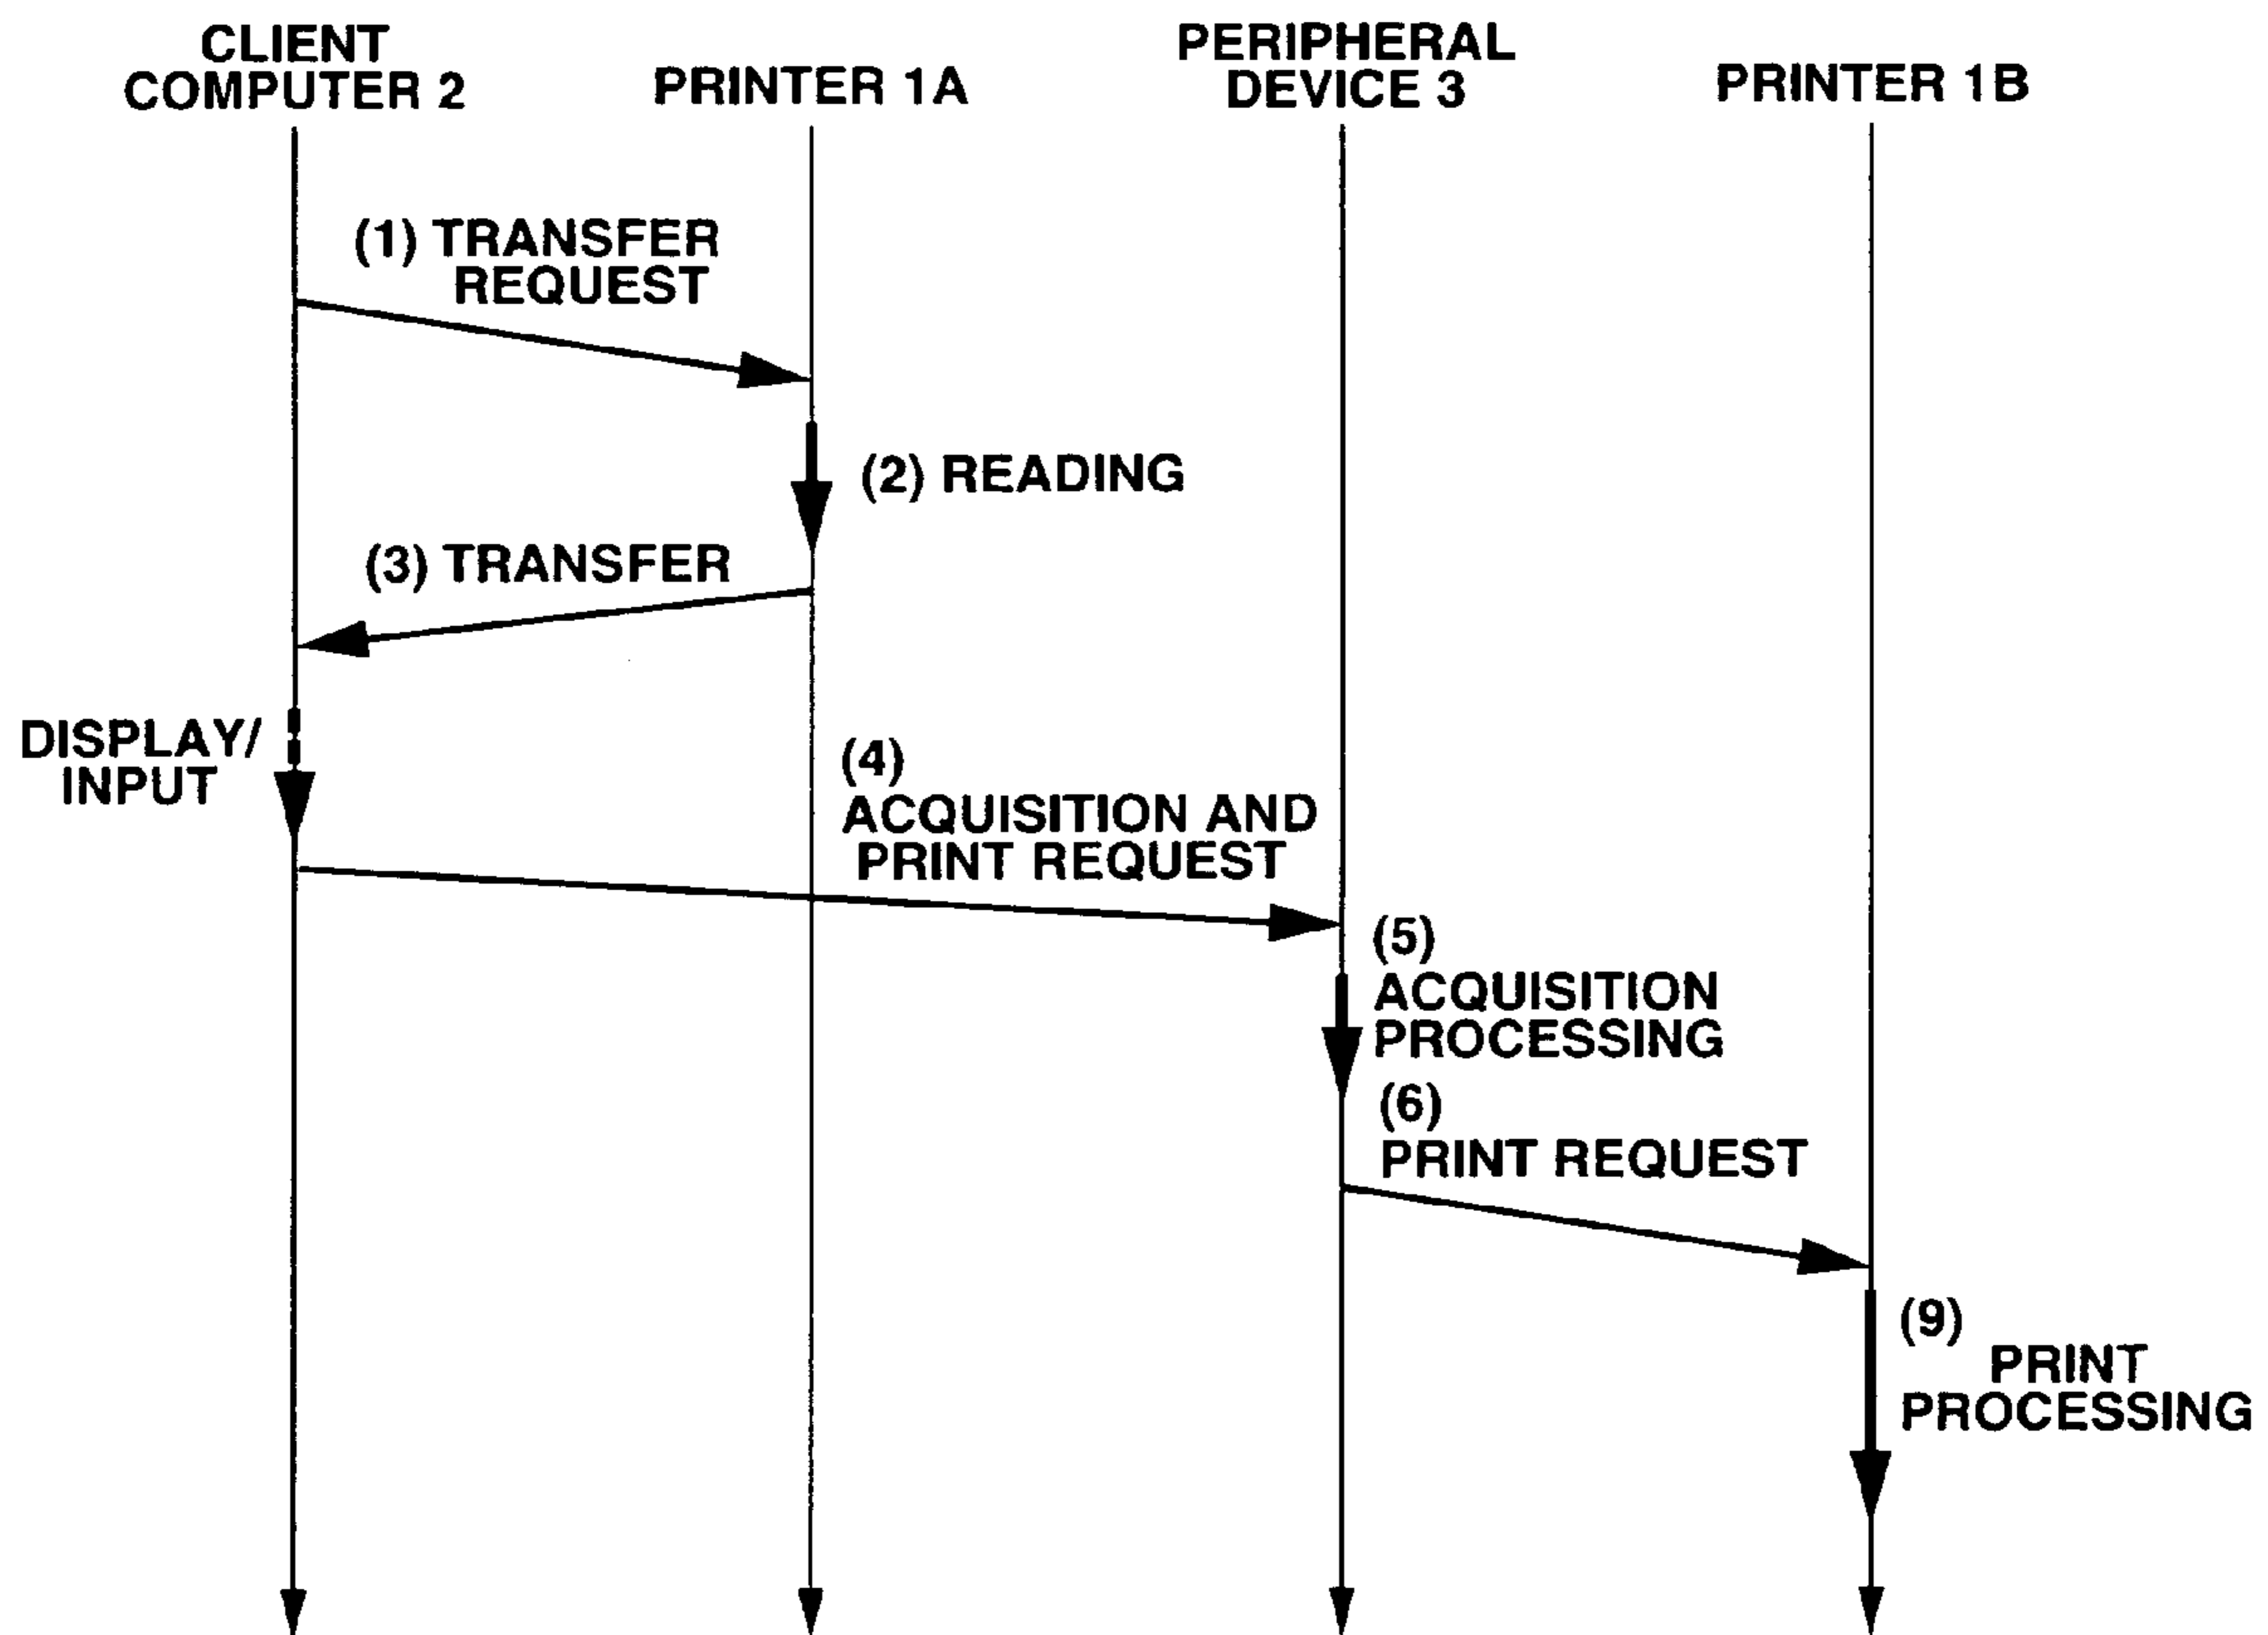 CLIENT
COMPUTER 2
PRINTER 1A
PERIPHERAL
DEVICE 3
PRINTER 1B
(1) TRANSFER
REQUEST
(2) READING
(3) TRANSFER
DISPLAY/
INPUT
(4)
ACQUISITION AND
PRINT REQUEST
(5)
ACQUISITION
PROCESSING
(6)
PRINT REQUEST
(9)
PRINT
PROCESSING